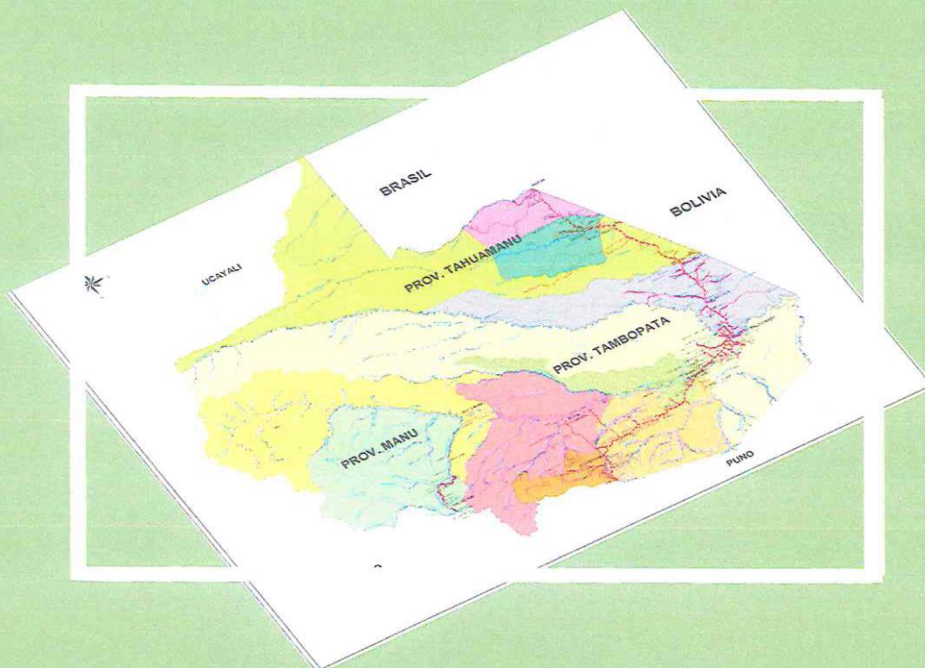 BRASIL
BOLIVIA
UCAYALI
PROV. TAHUAMANU
PROV. TAMBOPATA
PROV. MANU
PUNO